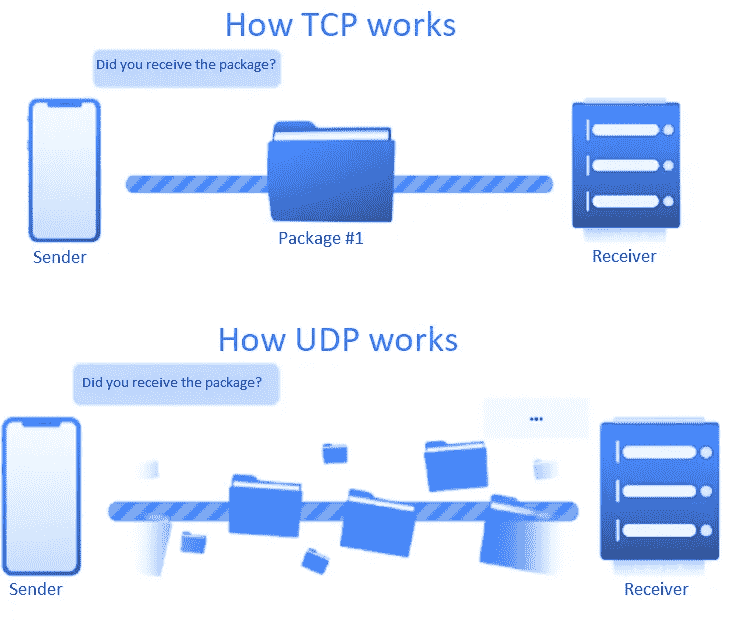 How TCP works
Did you receive the package?
Package #1
Sender
Receiver
How UDP works
Did you receive the package?
...
Sender
Receiver